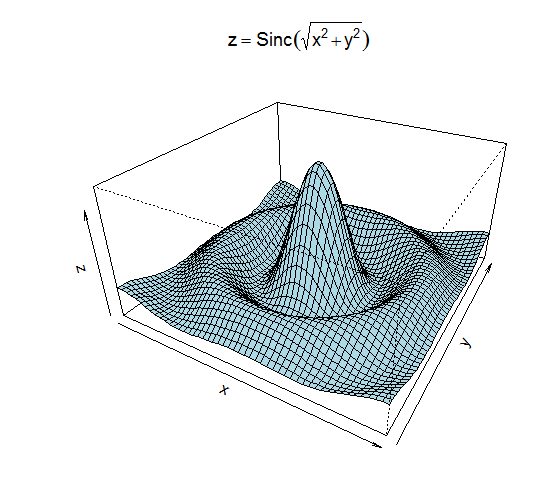 z = Sinc(√x²+y²)
z
x
y